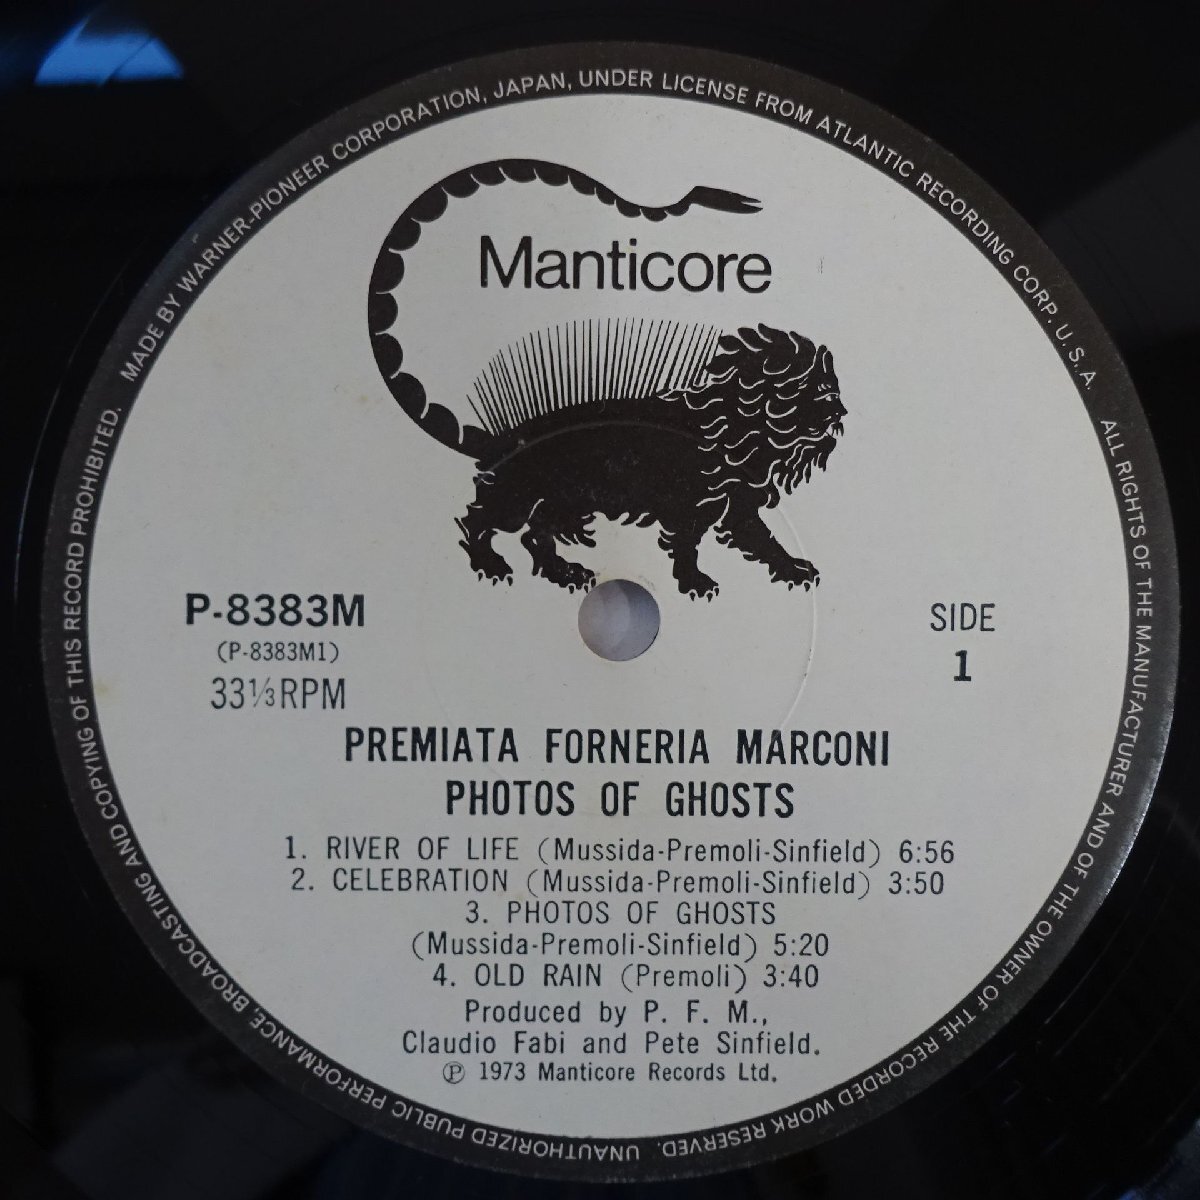 MADE BY WARNER-PIONEER CORPORATION, JAPAN, UNDER LICENSE FROM ATLANTIC RECORDING CORP. U.S.A. ALL RIGHTS OF THE MANUFACTURER AND OF THE OWNER OF THE RECORDED WORK RESERVED. UNAUTHORIZED PUBLIC PERFORMANCE, BROADCASTING AND COPYING OF THIS RECORD PROHIBITED.
Manticore
P-8383M
(P-8383M1)
33⅓RPM
SIDE
1
PREMIATA FORNERIA MARCONI
PHOTOS OF GHOSTS
1. RIVER OF LIFE (Mussida-Premoli-Sinfield) 6:56
2. CELEBRATION (Mussida-Premoli-Sinfield) 3:50
3. PHOTOS OF GHOSTS
(Mussida-Premoli-Sinfield) 5:20
4. OLD RAIN (Premoli) 3:40
Produced by P. F. M.,
Claudio Fabi and Pete Sinfield.
Ⓟ 1973 Manticore Records Ltd.